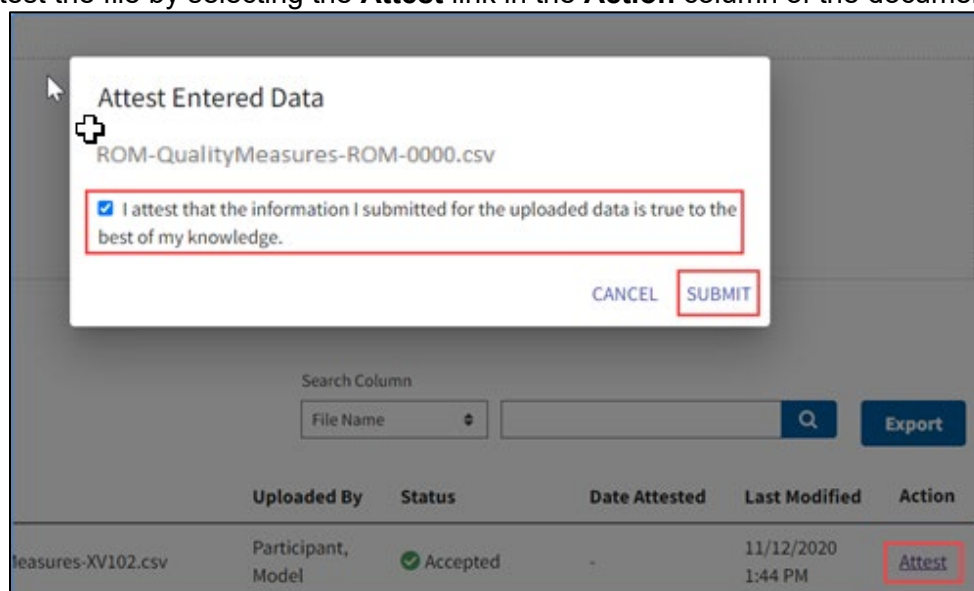 test the file by selecting the Attest link in the Action column of the docume
Attest Entered Data
ROM-QualityMeasures-ROM-0000.csv
I attest that the information I submitted for the uploaded data is true to the
best of my knowledge.
CANCEL SUBMIT
Search Column
File Name
Export
Uploaded By Status Date Attested Last Modified Action
Measures-XV102.csv Participant, Model Accepted - 11/12/2020 1:44 PM Attest